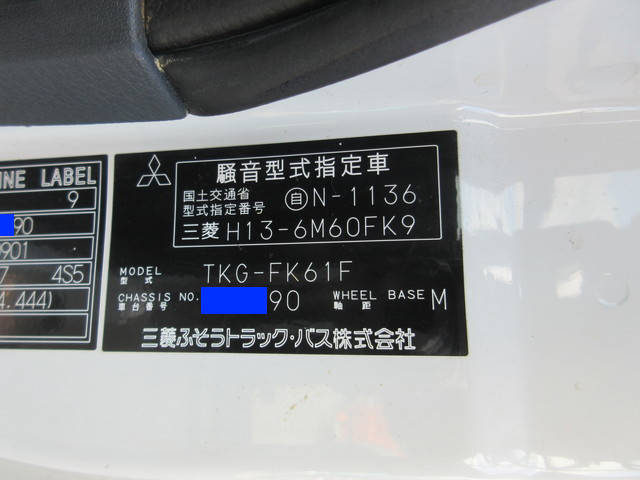 INE LABEL
9
90
0901
7 4S5
4.444)
騒音型式指定車
国土交通省
型式指定番号
自 N-1136
三菱 H13-6M60FK9
MODEL
型式
TKG-FK61F
CHASSIS NO.
車台番号
90
WHEEL BASE
軸距
M
三菱ふそうトラック・バス株式会社